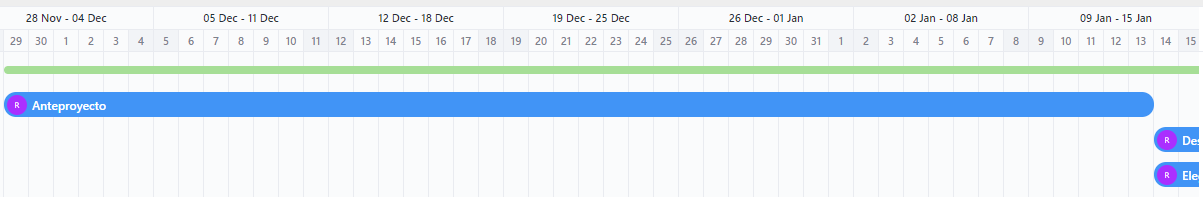 28 Nov - 04 Dec 05 Dec - 11 Dec 12 Dec - 18 Dec 19 Dec - 25 Dec 26 Dec - 01 Jan 02 Jan - 08 Jan 09 Jan - 15 Jan
29 30 1 2 3 4 5 6 7 8 9 10 11 12 13 14 15 16 17 18 19 20 21 22 23 24 25 26 27 28 29 30 31 1 2 3 4 5 6 7 8 9 10 11 12 13 14 15
R Anteproyecto
R Des
R Elec